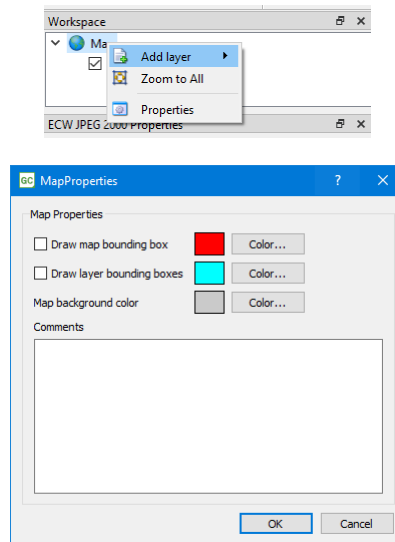 Workspace
Ma
Add layer
Zoom to All
Properties
ECW JPEG 2000 Properties
GC MapProperties ?
Map Properties
Draw map bounding box Color...
Draw layer bounding boxes Color...
Map background color Color...
Comments
OK Cancel